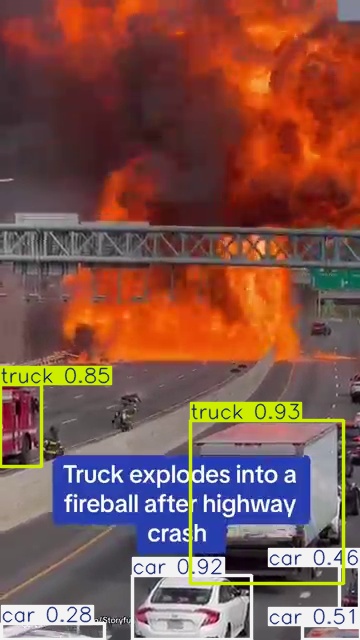 truck 0.85
truck 0.93
Truck explodes into a
fireball after highway
crash
car 0.46
car 0.92
car 0.28
/Storyfu
car 0.51